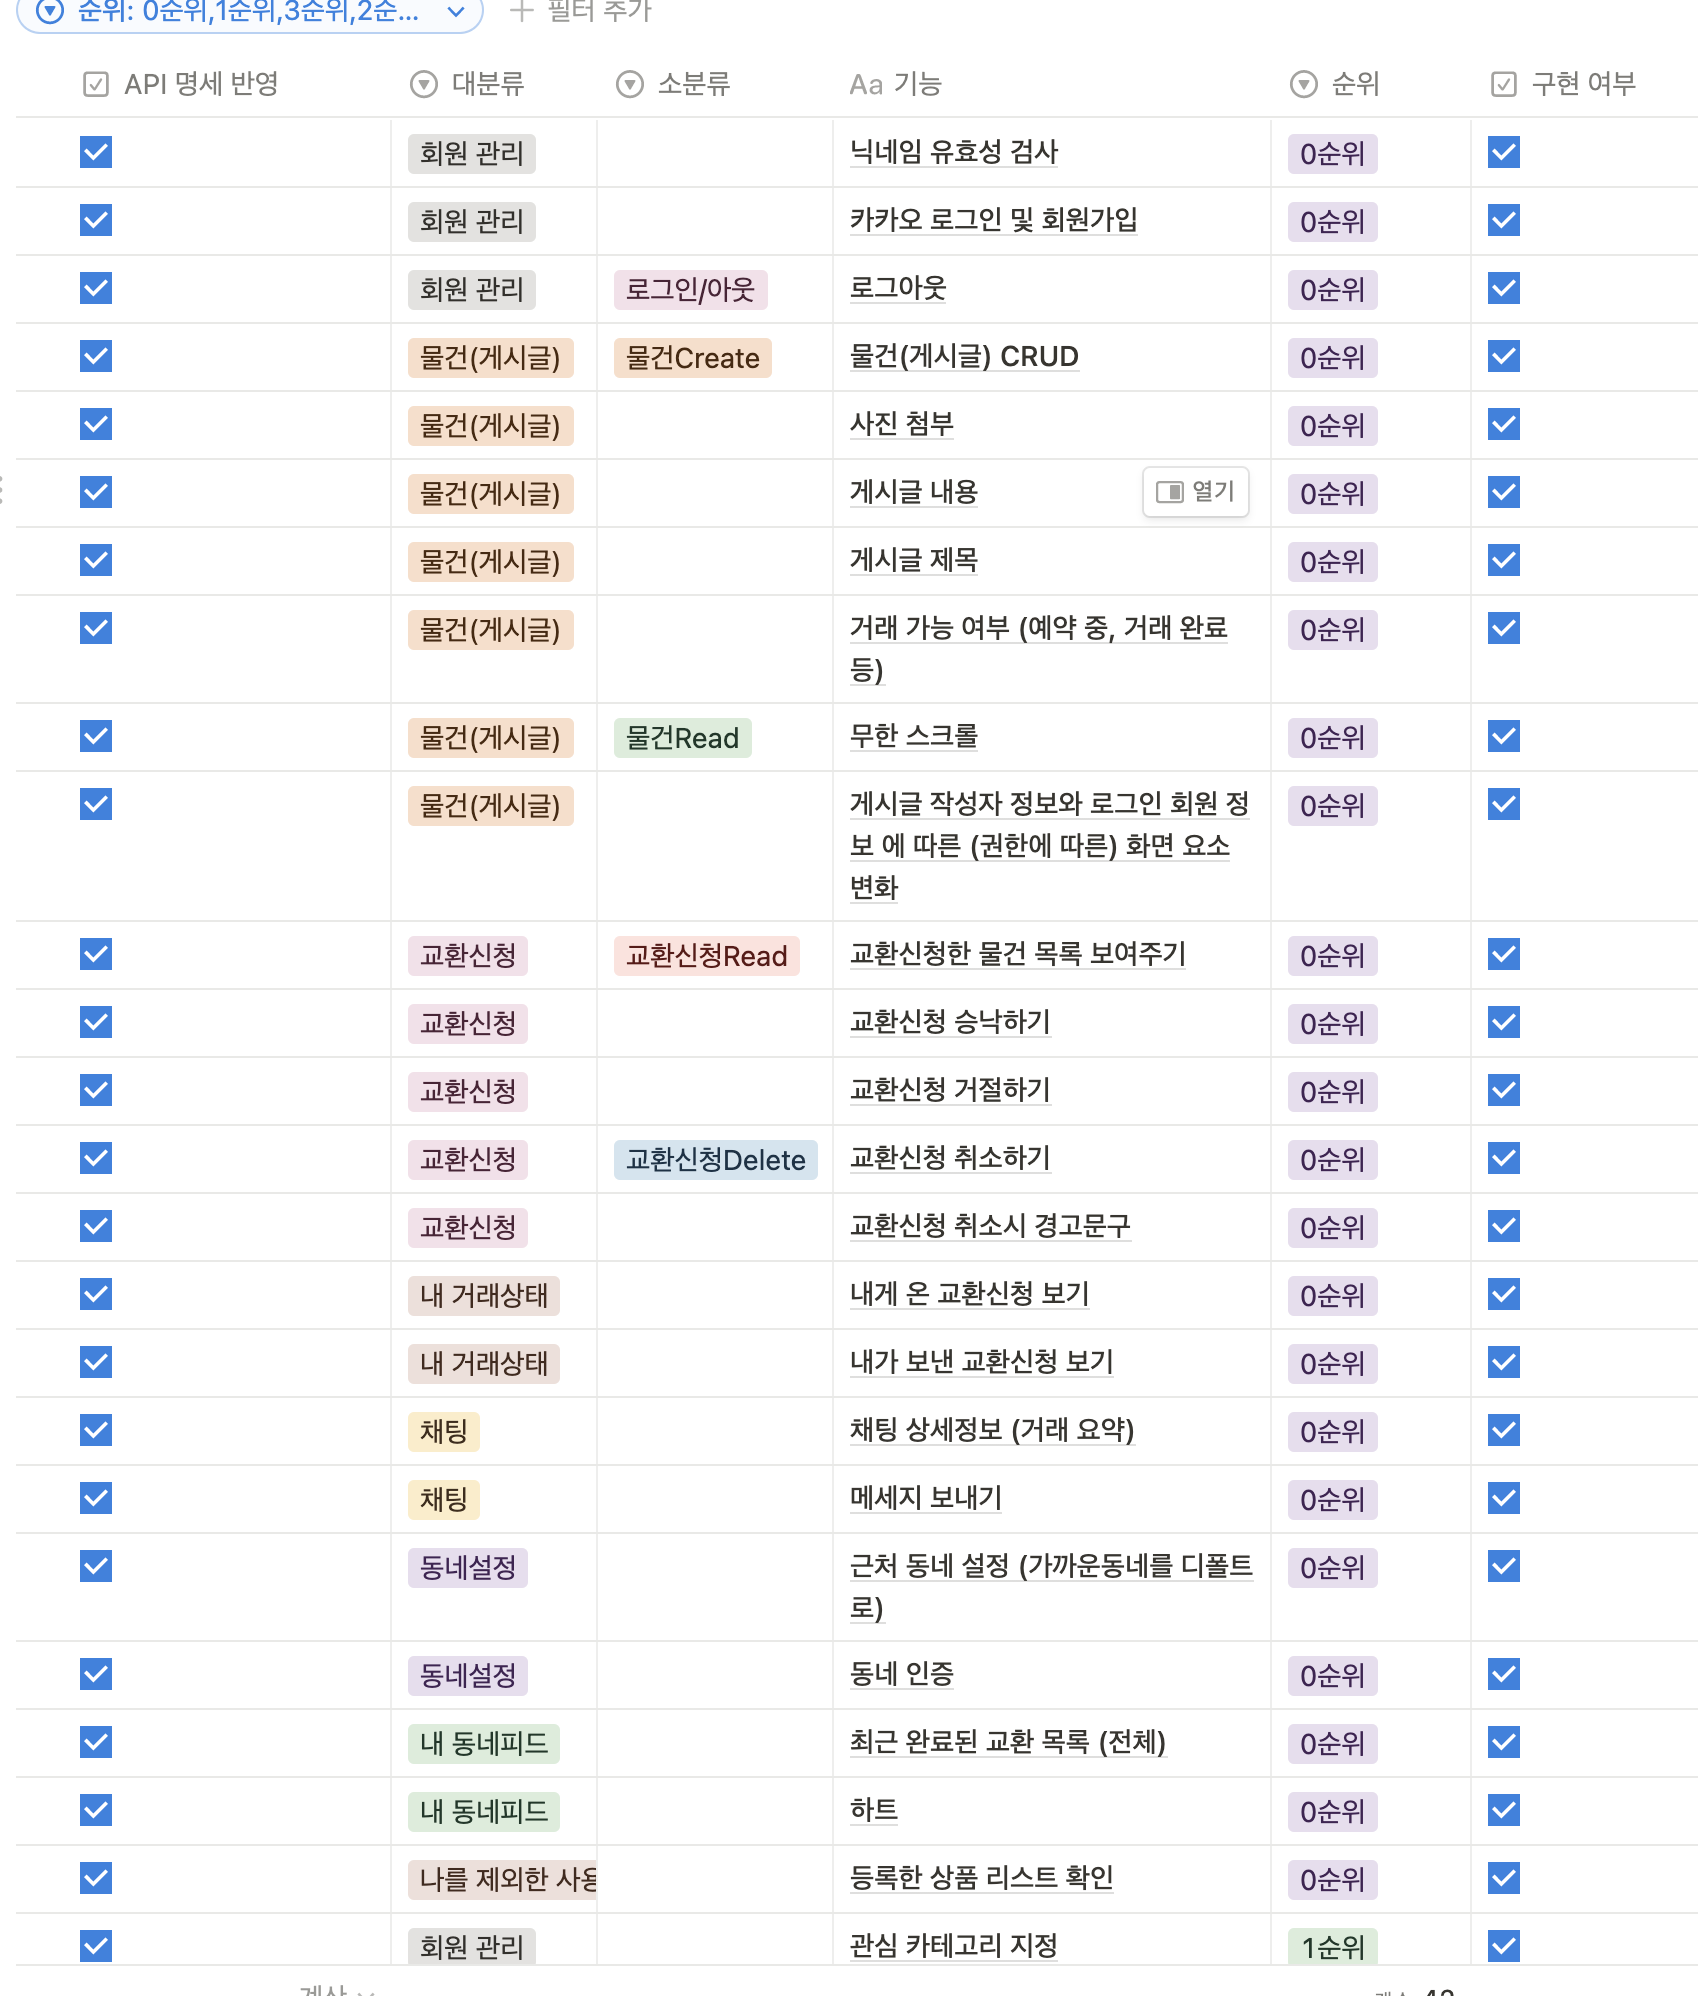 순위: 0순위,1순위,3순위,2순... 필터 추가
API 명세 반영 대분류 소분류 Aa 기능 순위 구현 여부
회원 관리 닉네임 유효성 검사 0순위
회원 관리 카카오 로그인 및 회원가입 0순위
회원 관리 로그인/아웃 로그아웃 0순위
물건(게시글) 물건Create 물건(게시글) CRUD 0순위
물건(게시글) 사진 첨부 0순위
물건(게시글) 게시글 내용 열기 0순위
물건(게시글) 게시글 제목 0순위
물건(게시글) 거래 가능 여부 (예약 중, 거래 완료 0순위
등)
물건(게시글) 물건Read 무한 스크롤 0순위
물건(게시글) 게시글 작성자 정보와 로그인 회원 정 0순위
보 에 따른 (권한에 따른) 화면 요소
변화
교환신청 교환신청Read 교환신청한 물건 목록 보여주기 0순위
교환신청 교환신청 승낙하기 0순위
교환신청 교환신청 거절하기 0순위
교환신청 교환신청Delete 교환신청 취소하기 0순위
교환신청 교환신청 취소시 경고문구 0순위
내 거래상태 내게 온 교환신청 보기 0순위
내 거래상태 내가 보낸 교환신청 보기 0순위
채팅 채팅 상세정보 (거래 요약) 0순위
채팅 메세지 보내기 0순위
동네설정 근처 동네 설정 (가까운동네를 디폴트 0순위
로)
동네설정 동네 인증 0순위
내 동네피드 최근 완료된 교환 목록 (전체) 0순위
내 동네피드 하트 0순위
나를 제외한 사용 등록한 상품 리스트 확인 0순위
회원 관리 관심 카테고리 지정 1순위